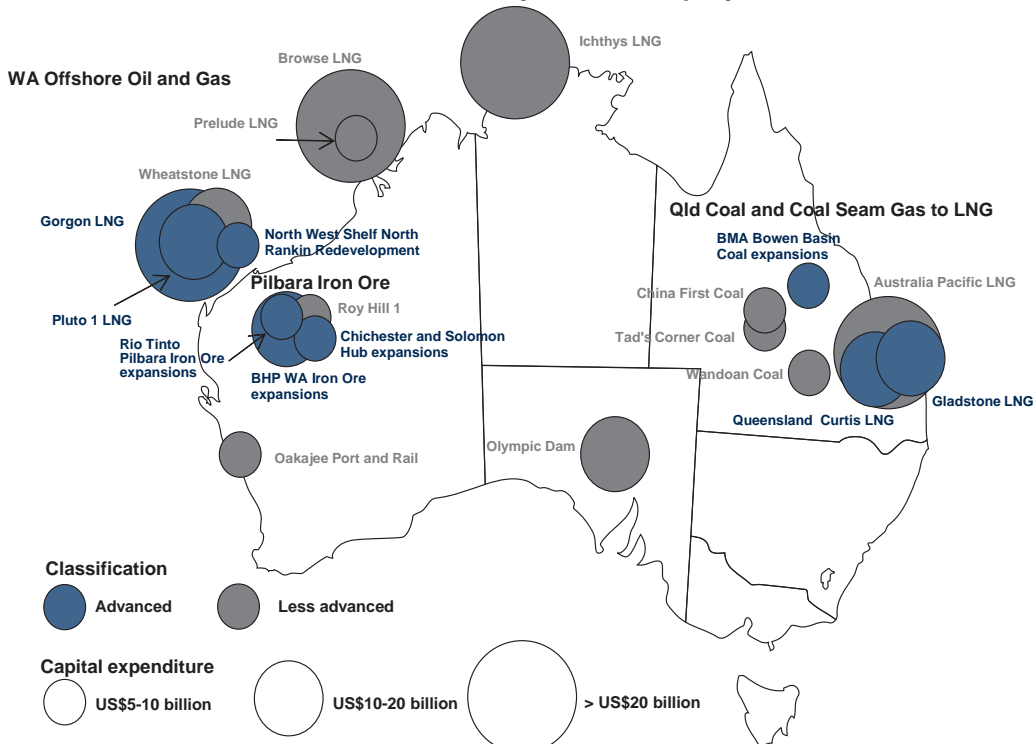 Ichthys LNG
Browse LNG
WA Offshore Oil and Gas
Prelude LNG
Wheatstone LNG
Gorgon LNG
North West Shelf North
Rankin Redevelopment
Pluto 1 LNG
Pilbara Iron Ore
Roy Hill 1
Rio Tinto
Pilbara Iron Ore
expansions
Chichester and Solomon
Hub expansions
BHP WA Iron Ore
expansions
Oakajee Port and Rail
Olympic Dam
Qld Coal and Coal Seam Gas to LNG
BMA Bowen Basin
Coal expansions
China First Coal
Australia Pacific LNG
Tad's Corner Coal
Wandoan Coal
Gladstone LNG
Queensland Curtis LNG
Classification
Advanced
Less advanced
Capital expenditure
US$5-10 billion
US$10-20 billion
> US$20 billion